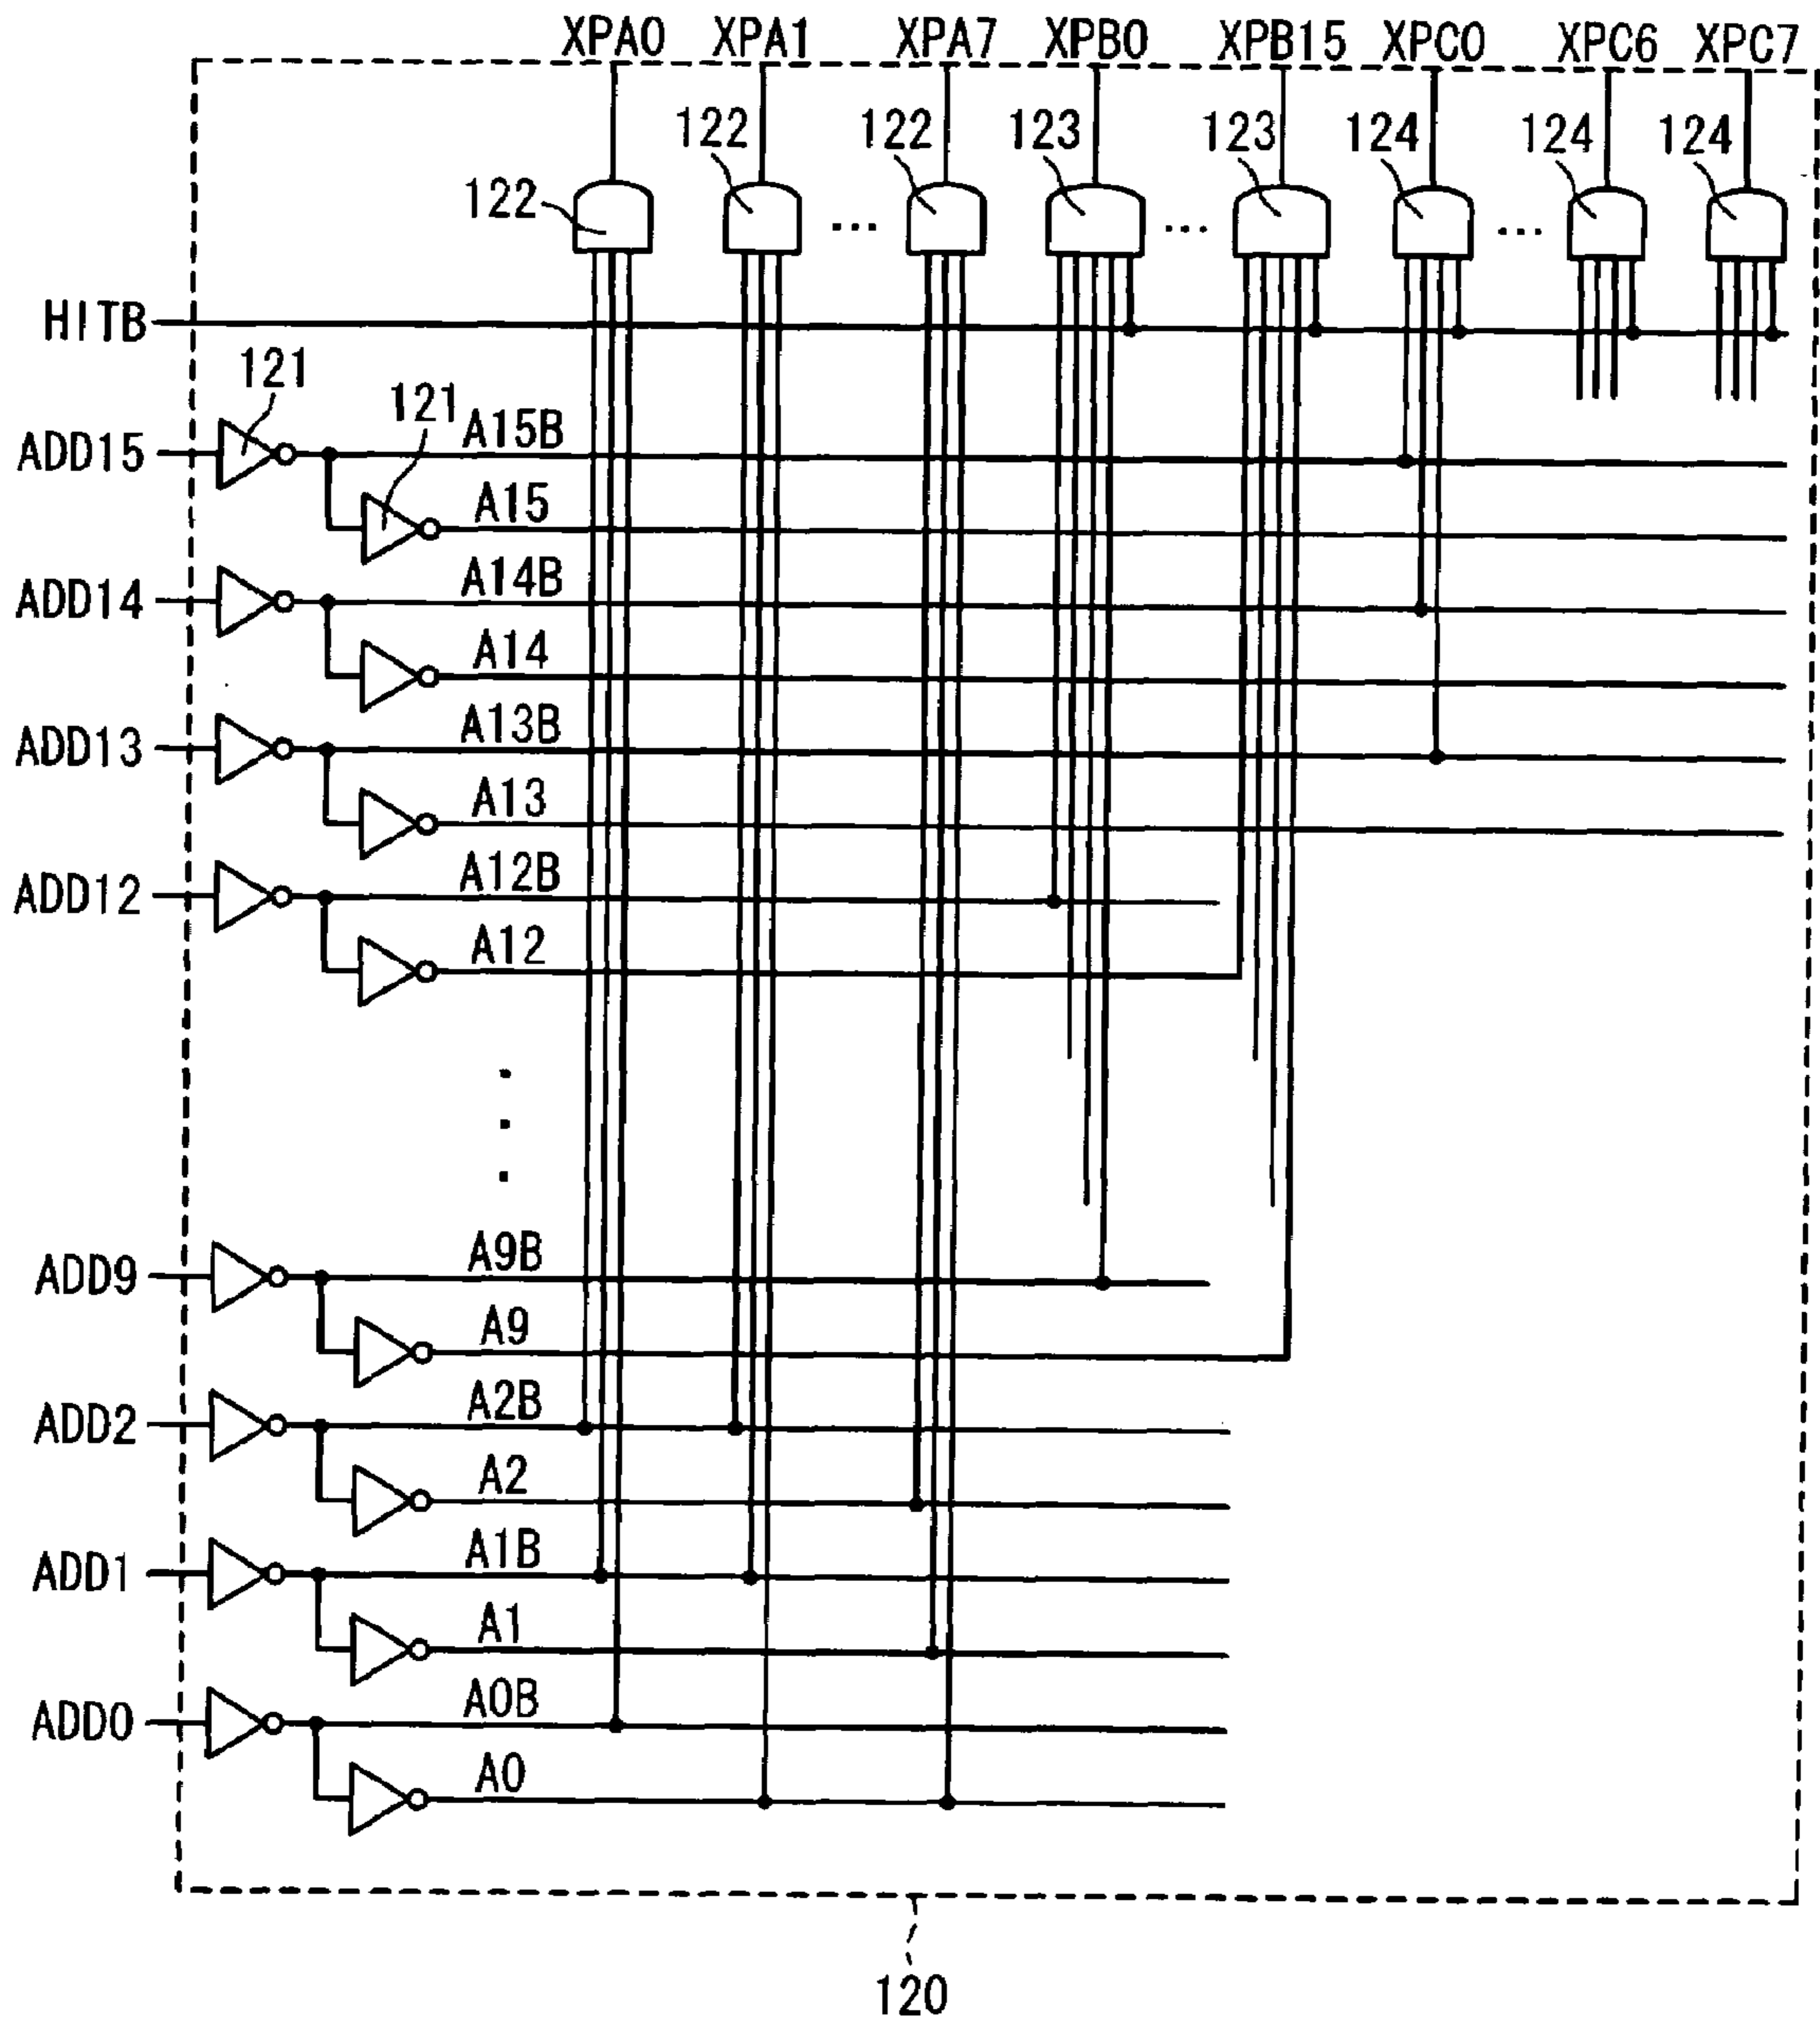 XPA0 XPA1 XPA7 XPB0 XPB15 XPC0 XPC6 XPC7
122 122 122 123 123 124 124 124
... ... ...
HITB
121 121
ADD15 A15B
A15
ADD14 A14B
A14
ADD13 A13B
A13
ADD12 A12B
A12
ADD9 A9B
A9
ADD2 A2B
A2
ADD1 A1B
A1
ADD0 A0B
A0
120